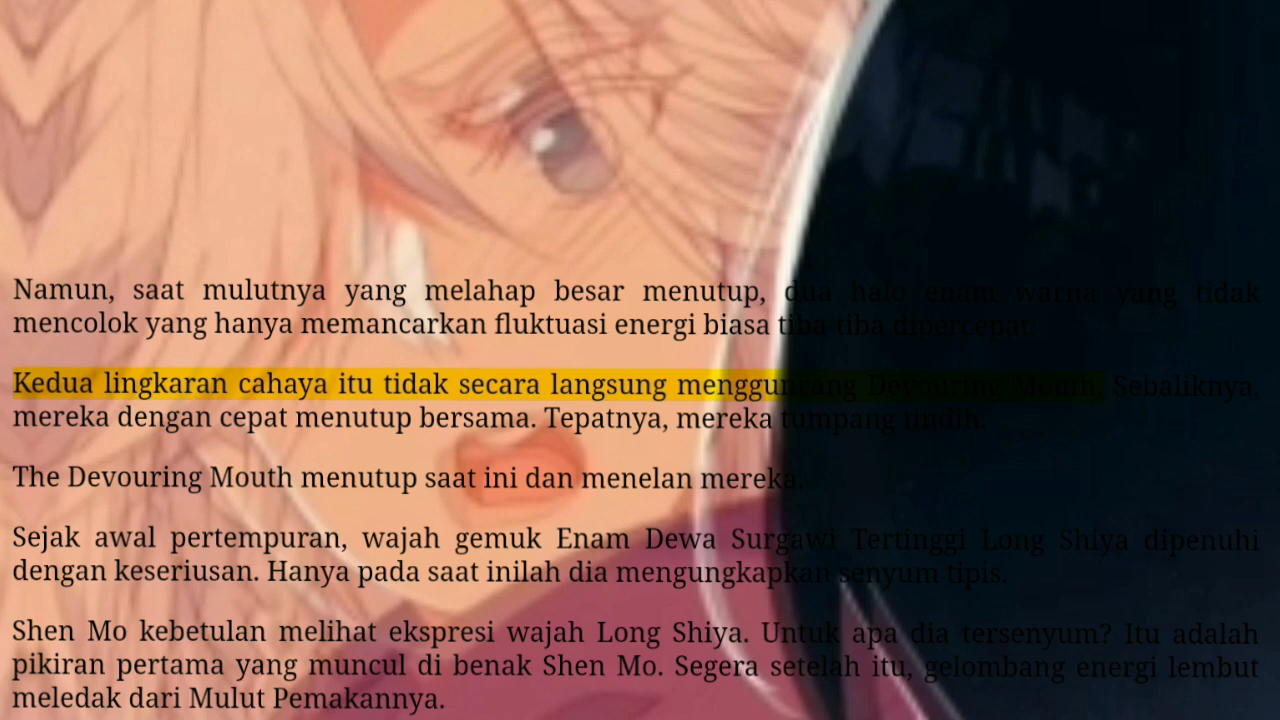 Namun, saat mulutnya yang melahap besar menutup, dua halo enam warna yang tidak
mencolok yang hanya memancarkan fluktuasi energi biasa tiba-tiba dipercepat.
Kedua lingkaran cahaya itu tidak secara langsung mengguncang Devouring Mouth. Sebaliknya,
mereka dengan cepat menutup bersama. Tepatnya, mereka tumpang tindih.
The Devouring Mouth menutup saat ini dan menelan mereka.
Sejak awal pertempuran, wajah gemuk Enam Dewa Surgawi Tertinggi Long Shiya dipenuhi
dengan keseriusan. Hanya pada saat inilah dia mengungkapkan senyum tipis.
Shen Mo kebetulan melihat ekspresi wajah Long Shiya. Untuk apa dia tersenyum? Itu adalah
pikiran pertama yang muncul di benak Shen Mo. Segera setelah itu, gelombang energi lembut
meledak dari Mulut Pemakannya.